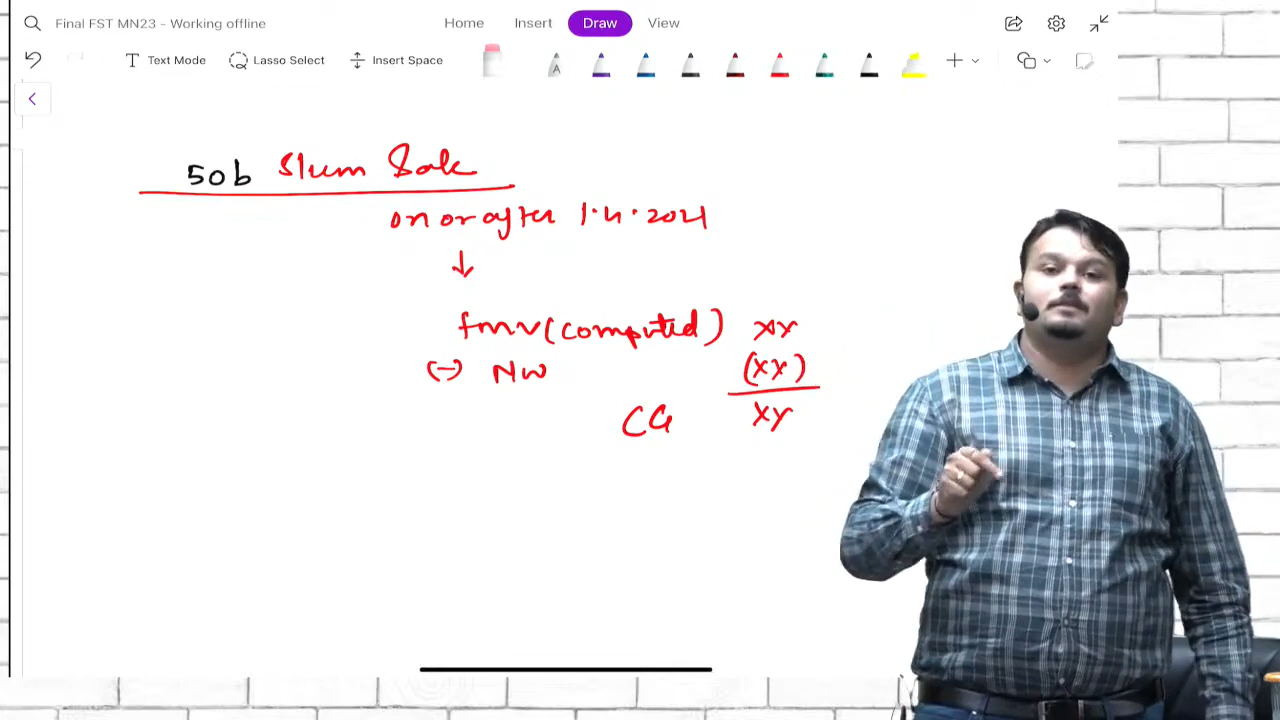 Final FST MN23 - Working offline
Home Insert Draw View
Text Mode Lasso Select Insert Space
A
50b Slum Sale
on or after 1.4.2021
↓
fmv (computed) XX
(-) NW (XX)
CG XX